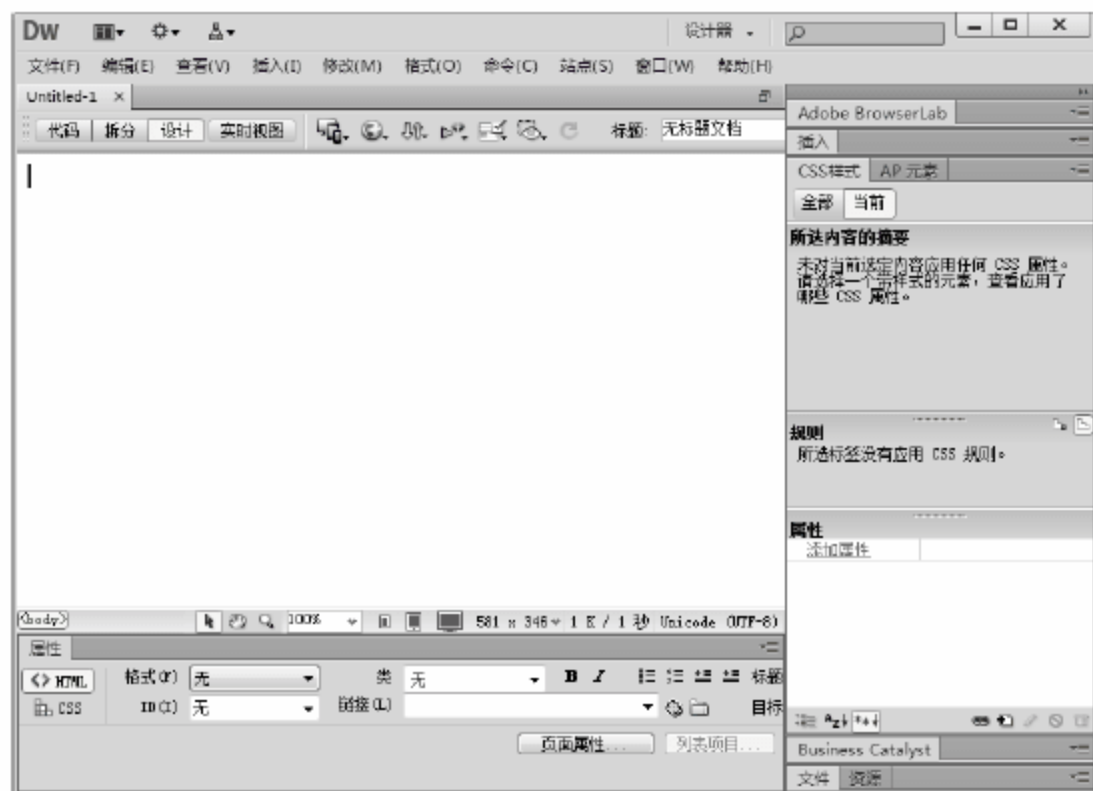 Dw 设计器
文件(F) 编辑(E) 查看(V) 插入(I) 修改(M) 格式(O) 命令(C) 站点(S) 窗口(W) 帮助(H)
Untitled-1 ×
代码 拆分 设计 实时视图 标题: 无标题文档
<body> 100% 581 x 346 1 K / 1 秒 Unicode (UTF-8)
属性
<> HTML 格式(F) 无 类 无 B I 标题
CSS ID(I) 无 链接(L) 目标
页面属性... 列表项目...
Adobe BrowserLab
插入
CSS样式 AP 元素
全部 当前
所选内容的摘要
未对当前选定内容应用任何 CSS 属性。
请选择一个带样式的元素,查看应用了
哪些 CSS 属性。
规则
所选标签没有应用 CSS 规则。
属性
添加属性
Business Catalyst
文件 资源